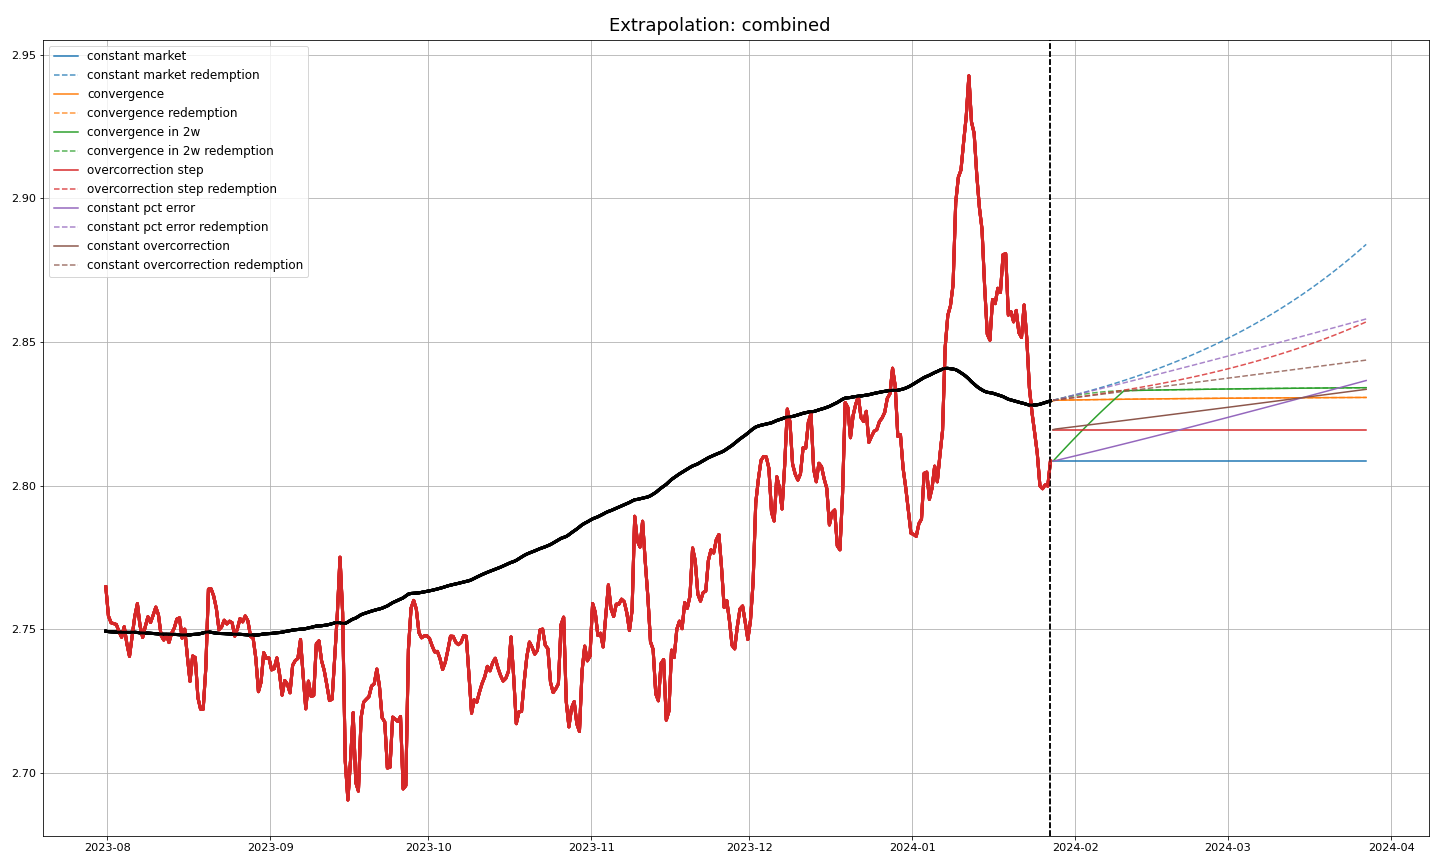 Extrapolation: combined
constant market
constant market redemption
convergence
convergence redemption
convergence in 2w
convergence in 2w redemption
overcorrection step
overcorrection step redemption
constant pct error
constant pct error redemption
constant overcorrection
constant overcorrection redemption
2.95
2.90
2.85
2.80
2.75
2.70
2023-08 2023-09 2023-10 2023-11 2023-12 2024-01 2024-02 2024-03 2024-04